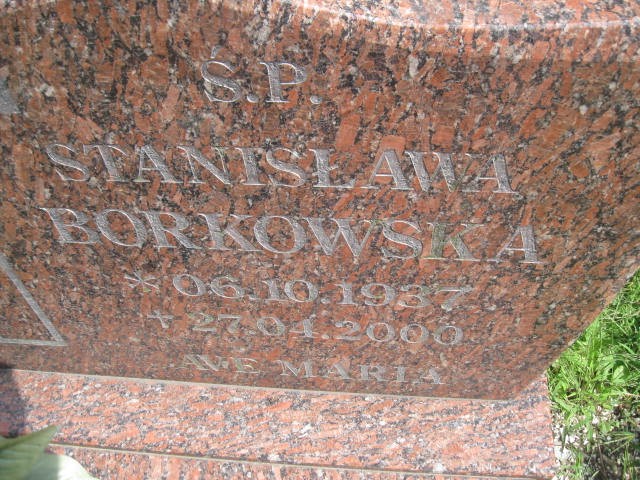 Ś.P.
STANISŁAWA
BORKOWSKA
* 06.10.1937
+ 27.04.2000
AVE MARIA